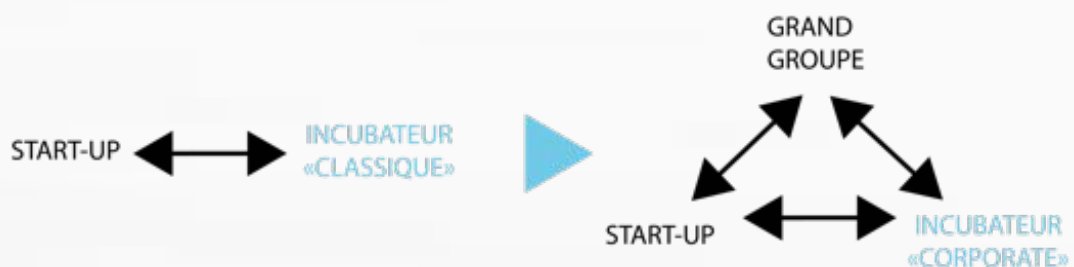 START-UP
INCUBATEUR
«CLASSIQUE»
GRAND
GROUPE
START-UP
INCUBATEUR
«CORPORATE»